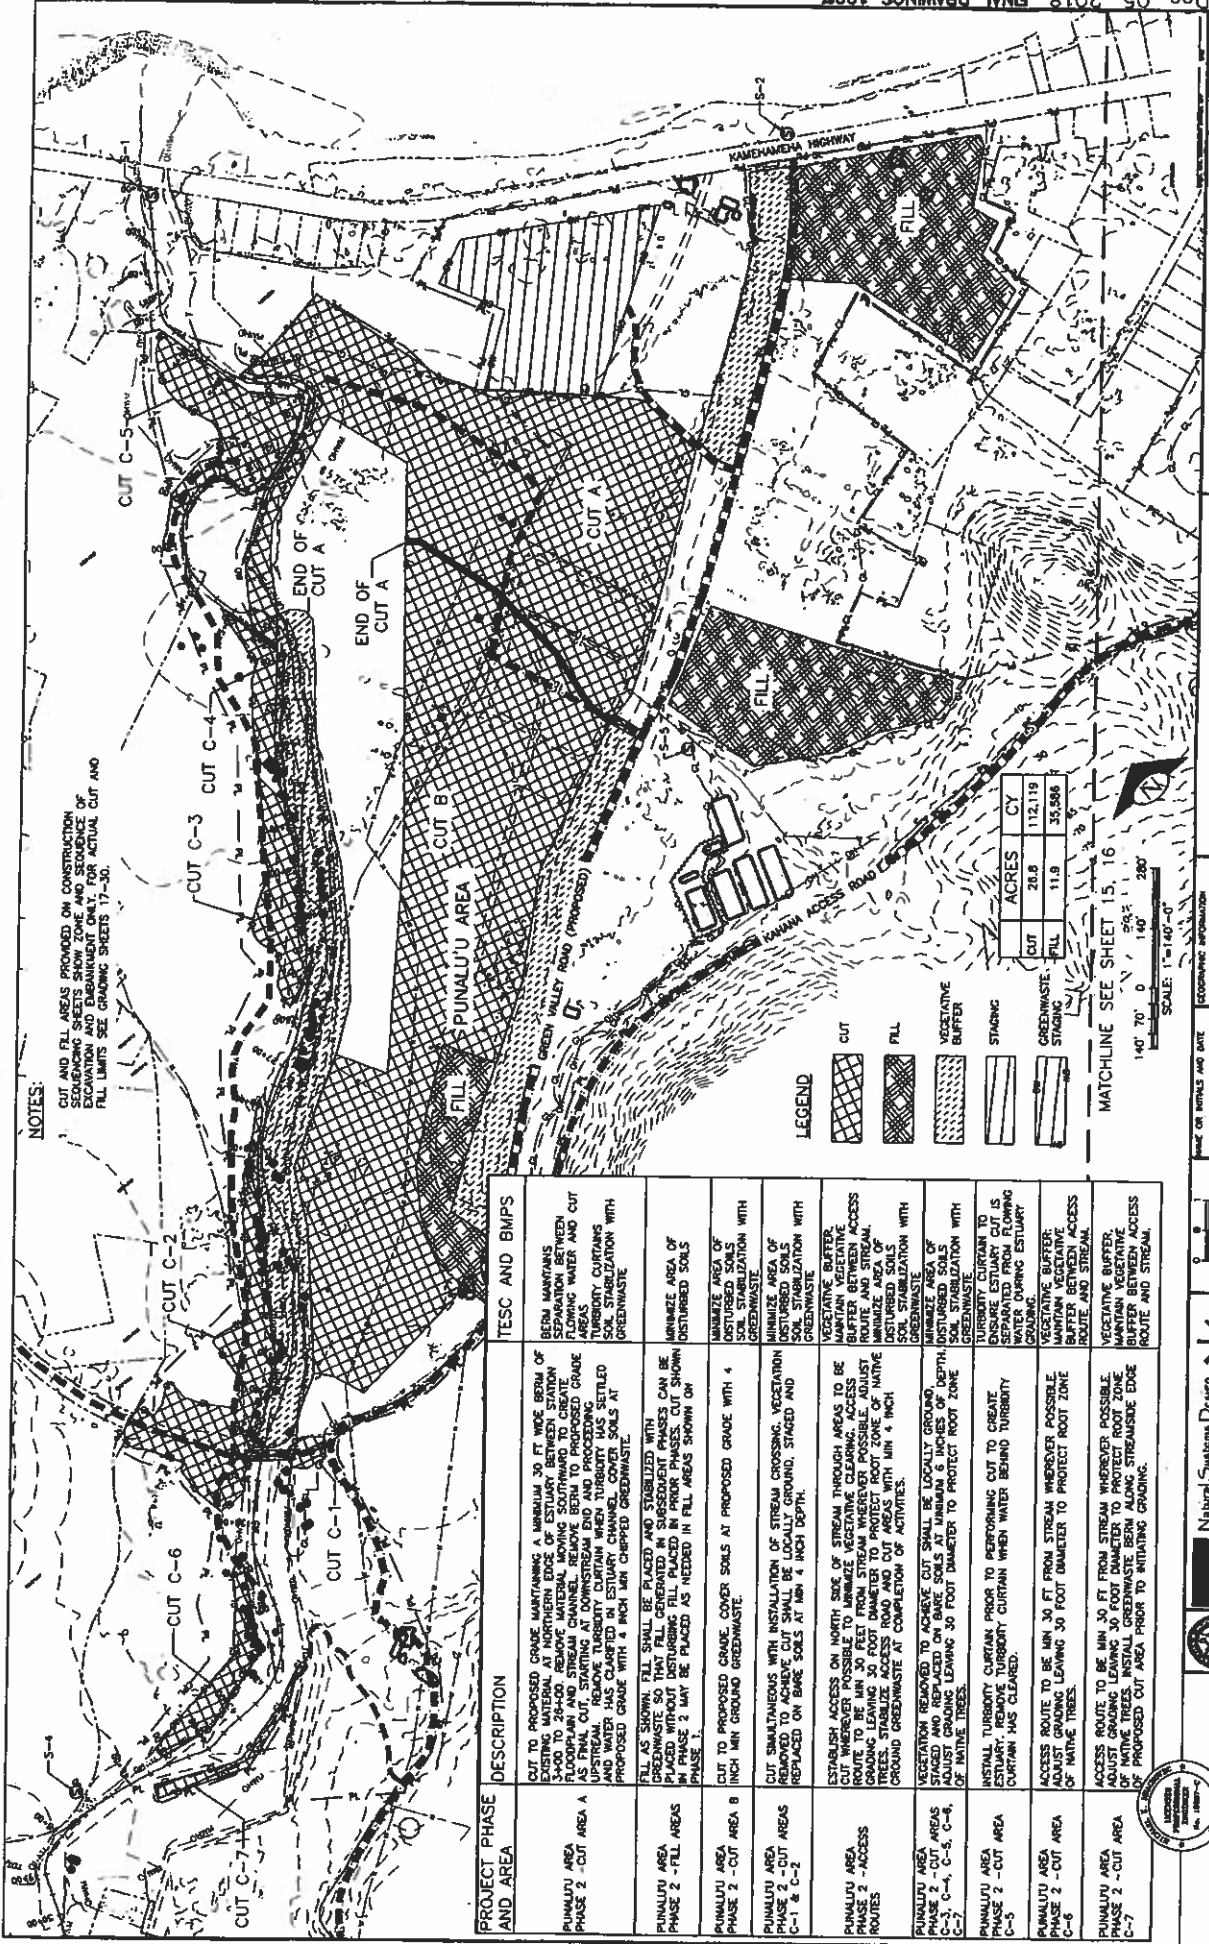 NOTES:
CUT AND FILL AREAS PROVIDED ON CONSTRUCTION
SEQUENCING SHEETS SHOW ZONE AND SEQUENCE OF
EXCAVATION AND EMBANKMENT ONLY. FOR ACTUAL CUT AND
FILL LIMITS SEE GRADING SHEETS 17-30.
CUT C-7
CUT C-6
CUT C-1
CUT C-2
CUT C-3
CUT C-4
CUT C-5
END OF
CUT A
END OF
CUT A
CUT A
CUT B
PUNALU'U AREA
FILL
FILL
FILL
GREEN VALLEY ROAD (PROPOSED)
KAHANA ACCESS ROAD
KAMEHAMEHA HIGHWAY
S-1
S-2
S-4
S-5
LEGEND
CUT
FILL
VEGETATIVE
BUFFER
STAGING
GREENWASTE
STAGING
ACRES CY
CUT 26.8 112,119
FILL 11.9 35,586
MATCHLINE SEE SHEET 15, 16
140' 70' 0 140' 280'
SCALE: 1"=140'-0"
PROJECT PHASE
AND AREA
DESCRIPTION
TESC AND BMPS
PUNALU'U AREA
PHASE 2 - CUT AREA A
CUT TO PROPOSED GRADE MAINTAINING A MINIMUM 30 FT WIDE BERM OF
EXISTING MATERIAL AT NORTHERN EDGE OF ESTUARY BETWEEN STATION
3+00 TO 26+00. REMOVE MATERIAL MOVING SOUTHWARD TO CREATE
FLOODPLAIN AND STREAM CHANNEL. REMOVE BERM TO PROPOSED GRADE
AS FINAL CUT, STARTING AT DOWNSTREAM END AND PROCEEDING
UPSTREAM. REMOVE TURBIDITY CURTAIN WHEN TURBIDITY HAS SETTLED
AND WATER HAS CLARIFIED IN ESTUARY CHANNEL. COVER SOILS AT
PROPOSED GRADE WITH 4 INCH MIN CHIPPED GREENWASTE.
BERM MAINTAINS
SEPARATION BETWEEN
FLOWING WATER AND CUT
AREAS
TURBIDITY CURTAINS
SOIL STABILIZATION WITH
GREENWASTE
PUNALU'U AREA
PHASE 2 - FILL AREAS
FILL AS SHOWN. FILL SHALL BE PLACED AND STABILIZED WITH
GREENWASTE SO THAT FILL GENERATED IN SUBSEQUENT PHASES CAN BE
PLACED WITHOUT DISTURBING FILL PLACED IN PRIOR PHASES. CUT SHOWN
IN PHASE 2 MAY BE PLACED AS NEEDED IN FILL AREAS SHOWN ON
PHASE 1.
MINIMIZE AREA OF
DISTURBED SOILS
PUNALU'U AREA
PHASE 2 - CUT AREA B
CUT TO PROPOSED GRADE. COVER SOILS AT PROPOSED GRADE WITH 4
INCH MIN GROUND GREENWASTE.
MINIMIZE AREA OF
DISTURBED SOILS
SOIL STABILIZATION WITH
GREENWASTE
PUNALU'U AREA
PHASE 2 - CUT AREAS
C-1 & C-2
CUT SIMULTANEOUS WITH INSTALLATION OF STREAM CROSSING. VEGETATION
REMOVED TO ACHIEVE CUT SHALL BE LOCALLY GROUND, STAGED AND
REPLACED ON BARE SOILS AT MIN 4 INCH DEPTH.
MINIMIZE AREA OF
DISTURBED SOILS
SOIL STABILIZATION WITH
GREENWASTE
PUNALU'U AREA
PHASE 2 - ACCESS
ROUTES
ESTABLISH ACCESS ON NORTH SIDE OF STREAM THROUGH AREAS TO BE
CUT WHEREVER POSSIBLE TO MINIMIZE VEGETATIVE CLEARING. ACCESS
ROUTE TO BE MIN 30 FEET FROM STREAM WHEREVER POSSIBLE. ADJUST
GRADING LEAVING 30 FOOT DIAMETER TO PROTECT ROOT ZONE OF NATIVE
TREES. STABILIZE ACCESS ROAD AND CUT AREAS WITH MIN 4 INCH
GROUND GREENWASTE AT COMPLETION OF ACTIVITIES.
VEGETATIVE BUFFER.
MAINTAIN VEGETATIVE
BUFFER BETWEEN ACCESS
ROUTE AND STREAM.
MINIMIZE AREA OF
DISTURBED SOILS
SOIL STABILIZATION WITH
GREENWASTE
PUNALU'U AREA
PHASE 2 - CUT AREAS
C-3, C-4, C-5, C-6,
C-7
VEGETATION REMOVED TO ACHIEVE CUT SHALL BE LOCALLY GROUND,
STAGED AND REPLACED ON BARE SOILS AT MINIMUM 6 INCHES OF DEPTH.
ADJUST GRADING LEAVING 30 FOOT DIAMETER TO PROTECT ROOT ZONE
OF NATIVE TREES.
MINIMIZE AREA OF
DISTURBED SOILS
SOIL STABILIZATION WITH
GREENWASTE
PUNALU'U AREA
PHASE 2 - CUT AREA
C-5
INSTALL TURBIDITY CURTAIN PRIOR TO PERFORMING CUT TO CREATE
ESTUARY. REMOVE TURBIDITY CURTAIN WHEN WATER BEHIND TURBIDITY
CURTAIN HAS CLEARED.
TURBIDITY CURTAIN TO
ENSURE ESTUARY CUT IS
SEPARATED FROM FLOWING
WATER DURING ESTUARY
GRADING.
PUNALU'U AREA
PHASE 2 - CUT AREA
C-6
ACCESS ROUTE TO BE MIN 30 FT FROM STREAM WHEREVER POSSIBLE.
ADJUST GRADING LEAVING 30 FOOT DIAMETER TO PROTECT ROOT ZONE
OF NATIVE TREES.
VEGETATIVE BUFFER:
MAINTAIN VEGETATIVE
BUFFER BETWEEN ACCESS
ROUTE AND STREAM.
PUNALU'U AREA
PHASE 2 - CUT AREA
C-7
ACCESS ROUTE TO BE MIN 30 FT FROM STREAM WHEREVER POSSIBLE.
ADJUST GRADING LEAVING 30 FOOT DIAMETER TO PROTECT ROOT ZONE
OF NATIVE TREES. INSTALL GREENWASTE BERM ALONG STREAMSIDE EDGE
OF PROPOSED CUT AREA PRIOR TO INITIATING GRADING.
VEGETATIVE BUFFER.
MAINTAIN VEGETATIVE
BUFFER BETWEEN ACCESS
ROUTE AND STREAM.
LICENSED
PROFESSIONAL
ENGINEER
NAME OR INITIALS AND DATE
GEOGRAPHIC INFORMATION